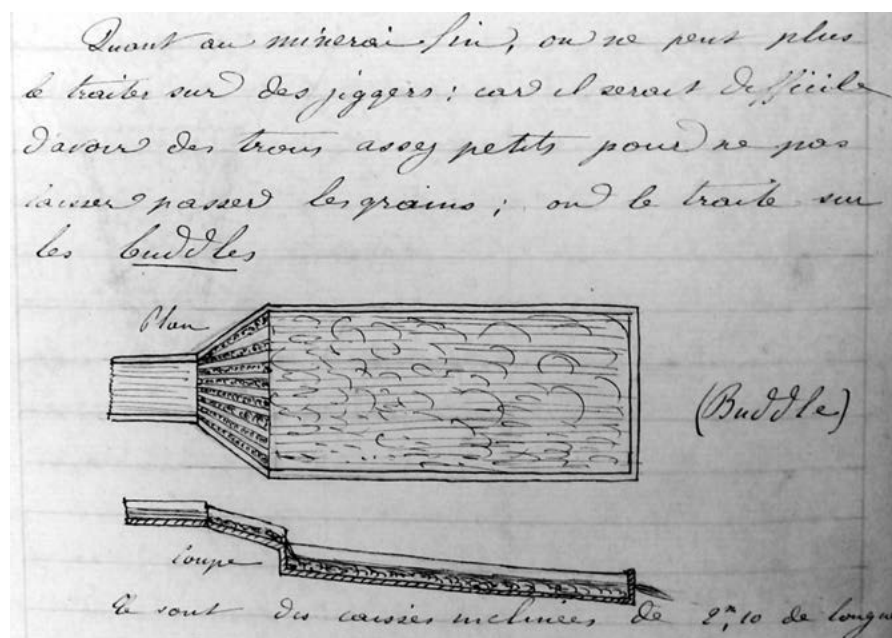 Quant au minerai fin, on ne peut plus
le traiter sur des jiggers ; car il serait difficile
d'avoir des trous assez petits pour ne pas
laisser passer les grains ; on le traite sur
les buddles
Plan
(Buddle)
Coupe
Ce sont des caisses inclinées de 2m,10 de